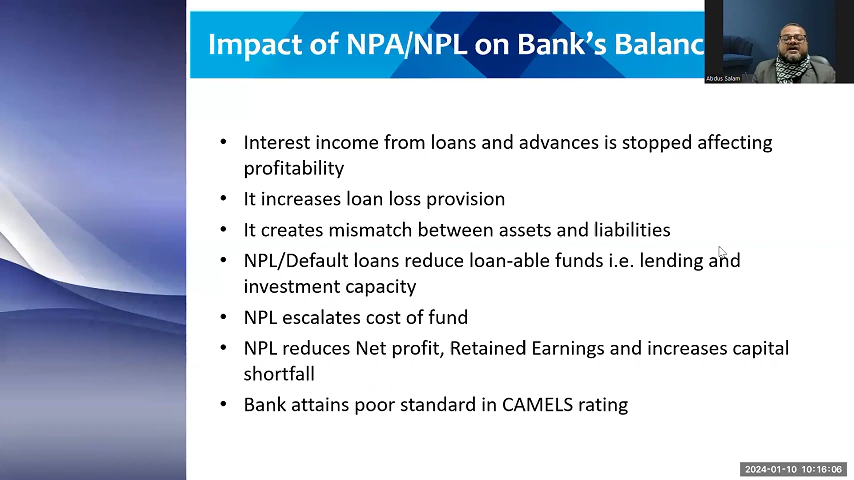 Impact of NPA/NPL on Bank's Balanc
Abdus Salam
• Interest income from loans and advances is stopped affecting
profitability
• It increases loan loss provision
• It creates mismatch between assets and liabilities
• NPL/Default loans reduce loan-able funds i.e. lending and
investment capacity
• NPL escalates cost of fund
• NPL reduces Net profit, Retained Earnings and increases capital
shortfall
• Bank attains poor standard in CAMELS rating
2024-01-10 10:16:06